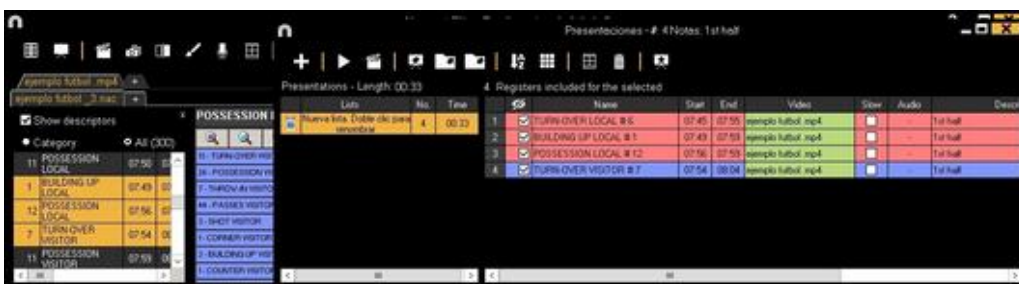 Presentaciones - #: 4 Notas: 1st half
ejemplo futbol .mp4 +
ejemplo futbol _3.nac +
Show descriptors
Category All (300)
11 POSSESSION LOCAL 07:50
1 BUILDING UP LOCAL 07:49
12 POSSESSION LOCAL 07:56
7 TURN OVER VISITOR 07:54
11 POSSESSION VISITOR 07:59
POSSESSION
26 - POSSESSION
7 - THROW-IN VISITO
44 - PASSES VISITOR
3 - SHOT VISITOR
1 - CORNER VISITOR
2 - BUILDING UP VISI
1 - COUNTER VISITOR
Presentations - Length: 00:33
Lists No. Time
Nueva lista. Doble clic para renombrar 4 00:33
4 Registers included for the selected
Name Start End Video Slow Audio Descri
1 TURN-OVER LOCAL # 6 07:45 07:55 ejemplo futbol .mp4 1st half
2 BUILDING UP LOCAL # 1 07:49 07:59 ejemplo futbol .mp4 1st half
3 POSSESSION LOCAL # 12 07:56 07:59 ejemplo futbol .mp4 1st half
4 TURN-OVER VISITOR # 7 07:54 08:04 ejemplo futbol .mp4 1st half